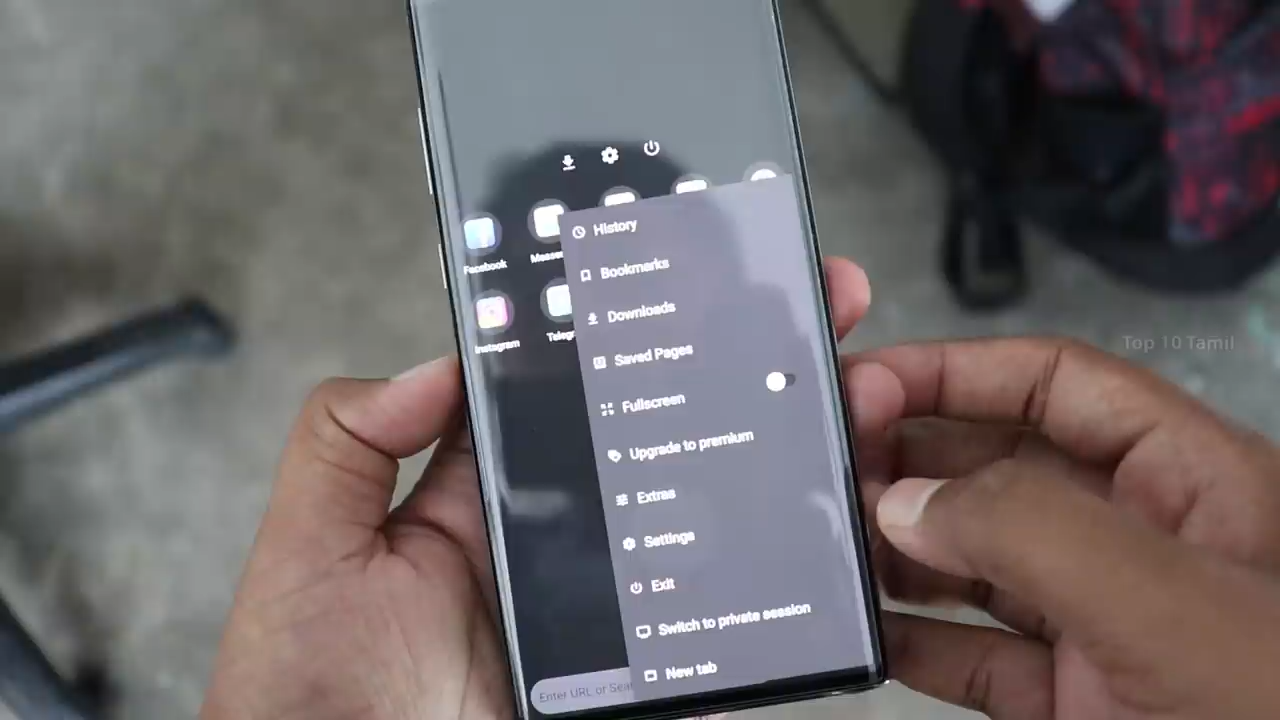 History
Facebook
Bookmarks
Downloads
Instagram
Top 10 Tamil
Saved Pages
Fullscreen
Upgrade to premium
Extras
Settings
Exit
Switch to private session
New tab
Enter URL or